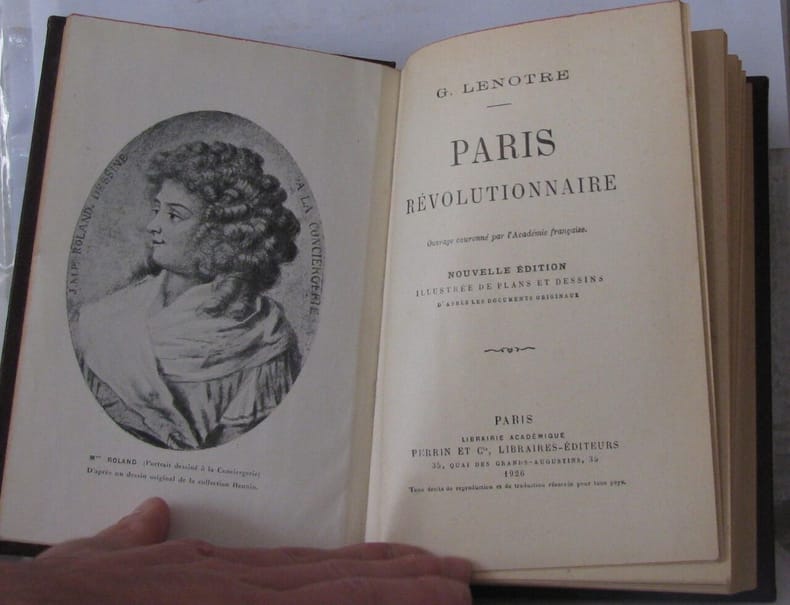 J.M.P. ROLAND, DESSINÉ A LA CONCIERGERIE
Mme ROLAND (Portrait dessiné à la Conciergerie)
D'après un dessin original de la collection Hennin.
G. LENOTRE
PARIS
RÉVOLUTIONNAIRE
Ouvrage couronné par l'Académie française.
NOUVELLE ÉDITION
ILLUSTRÉE DE PLANS ET DESSINS
D'APRÈS LES DOCUMENTS ORIGINAUX
PARIS
LIBRAIRIE ACADÉMIQUE
PERRIN ET Cie, LIBRAIRES-ÉDITEURS
35, QUAI DES GRANDS-AUGUSTINS, 35
1926
Tous droits de reproduction et de traduction réservés pour tous pays.